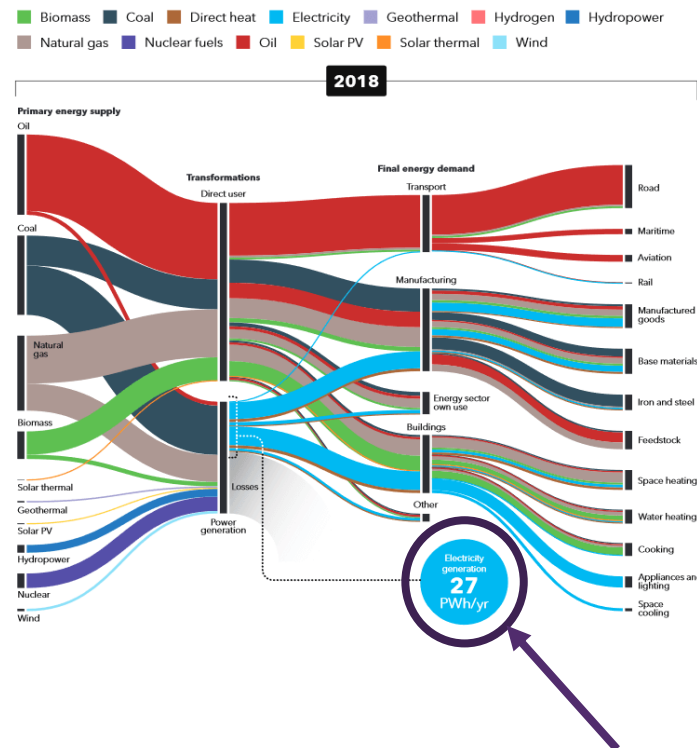 Biomass
Coal
Direct heat
Electricity
Geothermal
Hydrogen
Hydropower
Natural gas
Nuclear fuels
Oil
Solar PV
Solar thermal
Wind
2018
Primary energy supply
Oil
Coal
Natural
gas
Biomass
Solar thermal
Geothermal
Solar PV
Hydropower
Nuclear
Wind
Transformations
Direct user
Losses
Power
generation
Final energy demand
Transport
Manufacturing
Energy sector
own use
Buildings
Other
Electricity
generation
27
PWh/yr
Road
Maritime
Aviation
Rail
Manufactured
goods
Base materials
Iron and steel
Feedstock
Space heating
Water heating
Cooking
Appliances and
lighting
Space
cooling